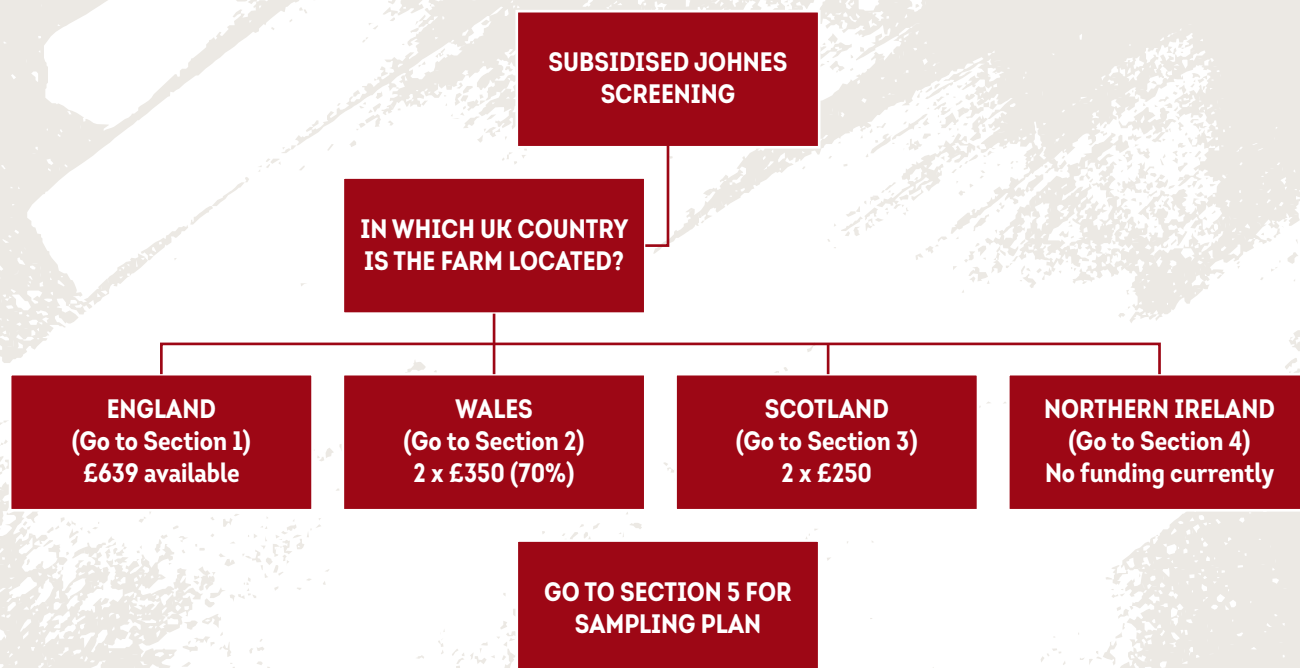 SUBSIDISED JOHNES
SCREENING
IN WHICH UK COUNTRY
IS THE FARM LOCATED?
ENGLAND
(Go to Section 1)
£639 available
WALES
(Go to Section 2)
2 x £350 (70%)
SCOTLAND
(Go to Section 3)
2 x £250
NORTHERN IRELAND
(Go to Section 4)
No funding currently
GO TO SECTION 5 FOR
SAMPLING PLAN